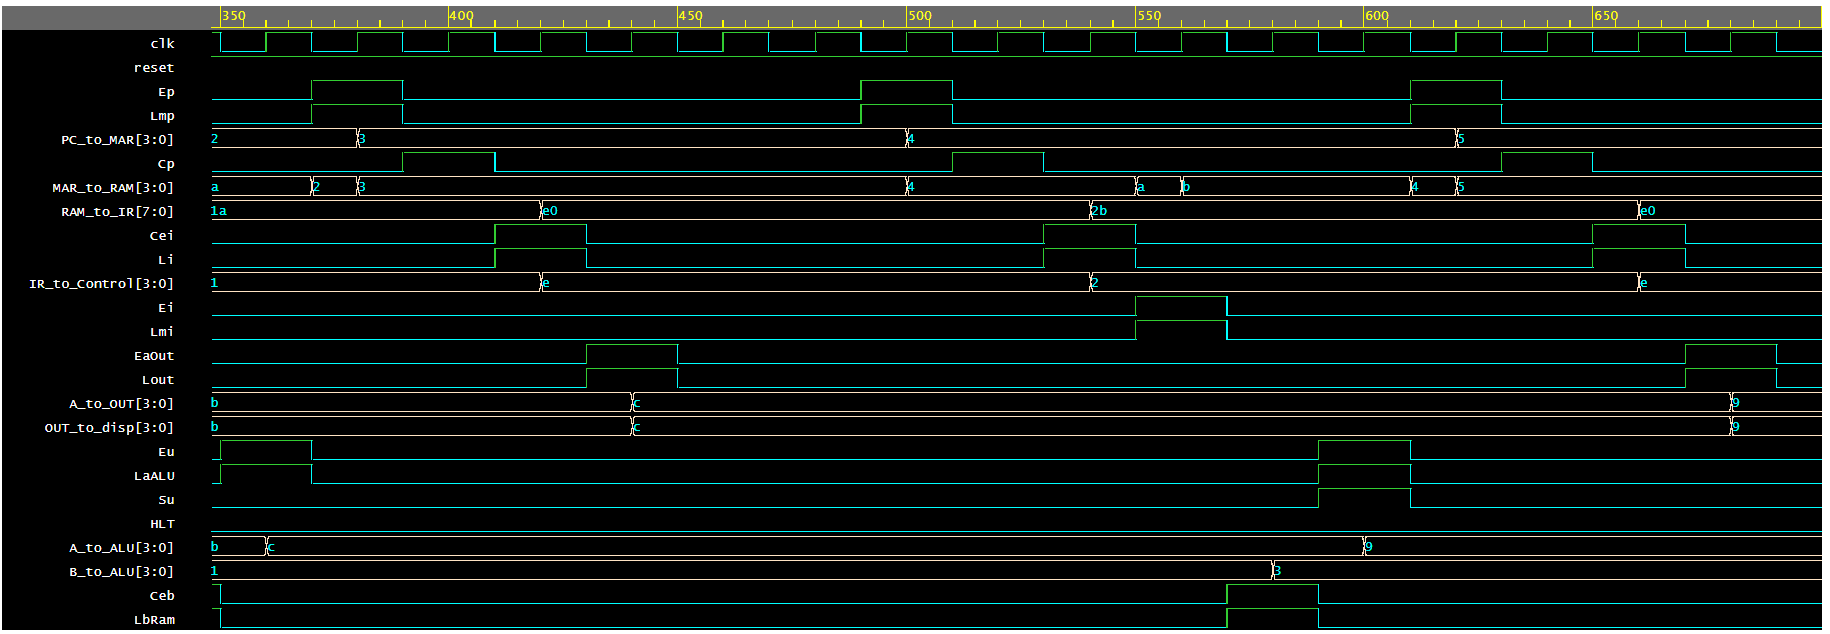 350 400 450 500 550 600 650
clk
reset
Ep
Lmp
PC_to_MAR[3:0] 2 3 4 5
Cp
MAR_to_RAM[3:0] a 2 3 4 a b 4 5
RAM_to_IR[7:0] 1a e0 2b e0
Cei
Li
IR_to_Control[3:0] 1 e 2 e
Ei
Lmi
EaOut
Lout
A_to_OUT[3:0] b c 9
OUT_to_disp[3:0] b c 9
Eu
LaALU
Su
HLT
A_to_ALU[3:0] b c 9
B_to_ALU[3:0] 1 3
Ceb
LbRam